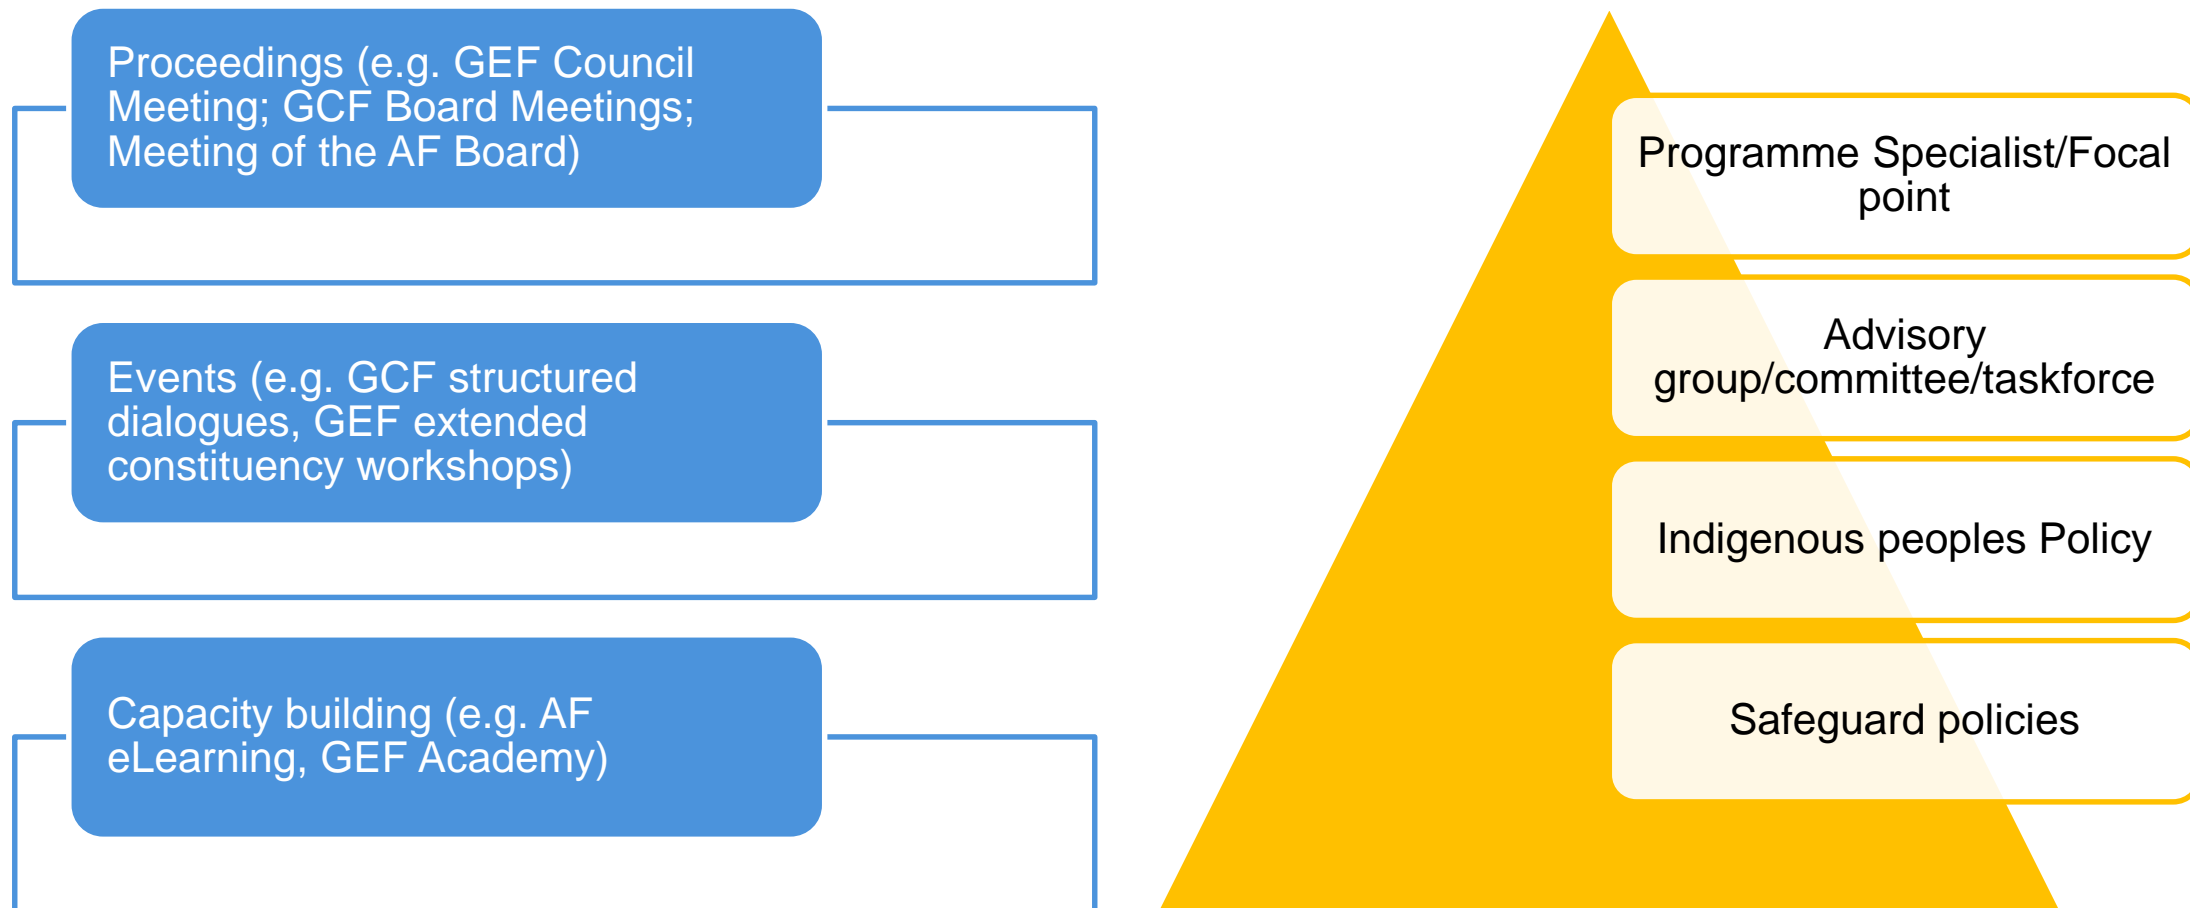 Proceedings (e.g. GEF Council
Meeting; GCF Board Meetings;
Meeting of the AF Board)
Events (e.g. GCF structured
dialogues, GEF extended
constituency workshops)
Capacity building (e.g. AF
eLearning, GEF Academy)
Programme Specialist/Focal
point
Advisory
group/committee/taskforce
Indigenous peoples Policy
Safeguard policies